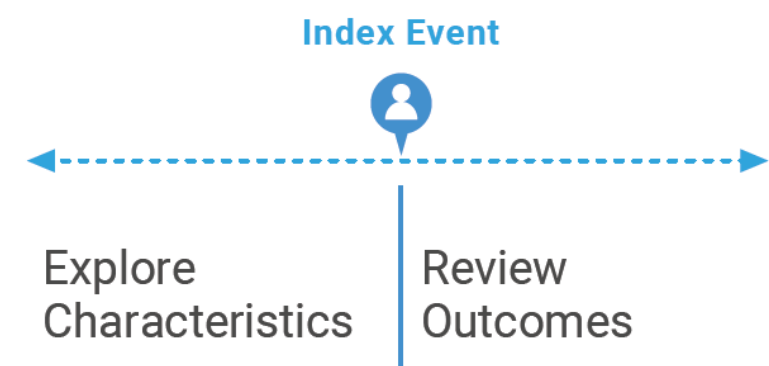 Index Event
Explore
Characteristics
Review
Outcomes